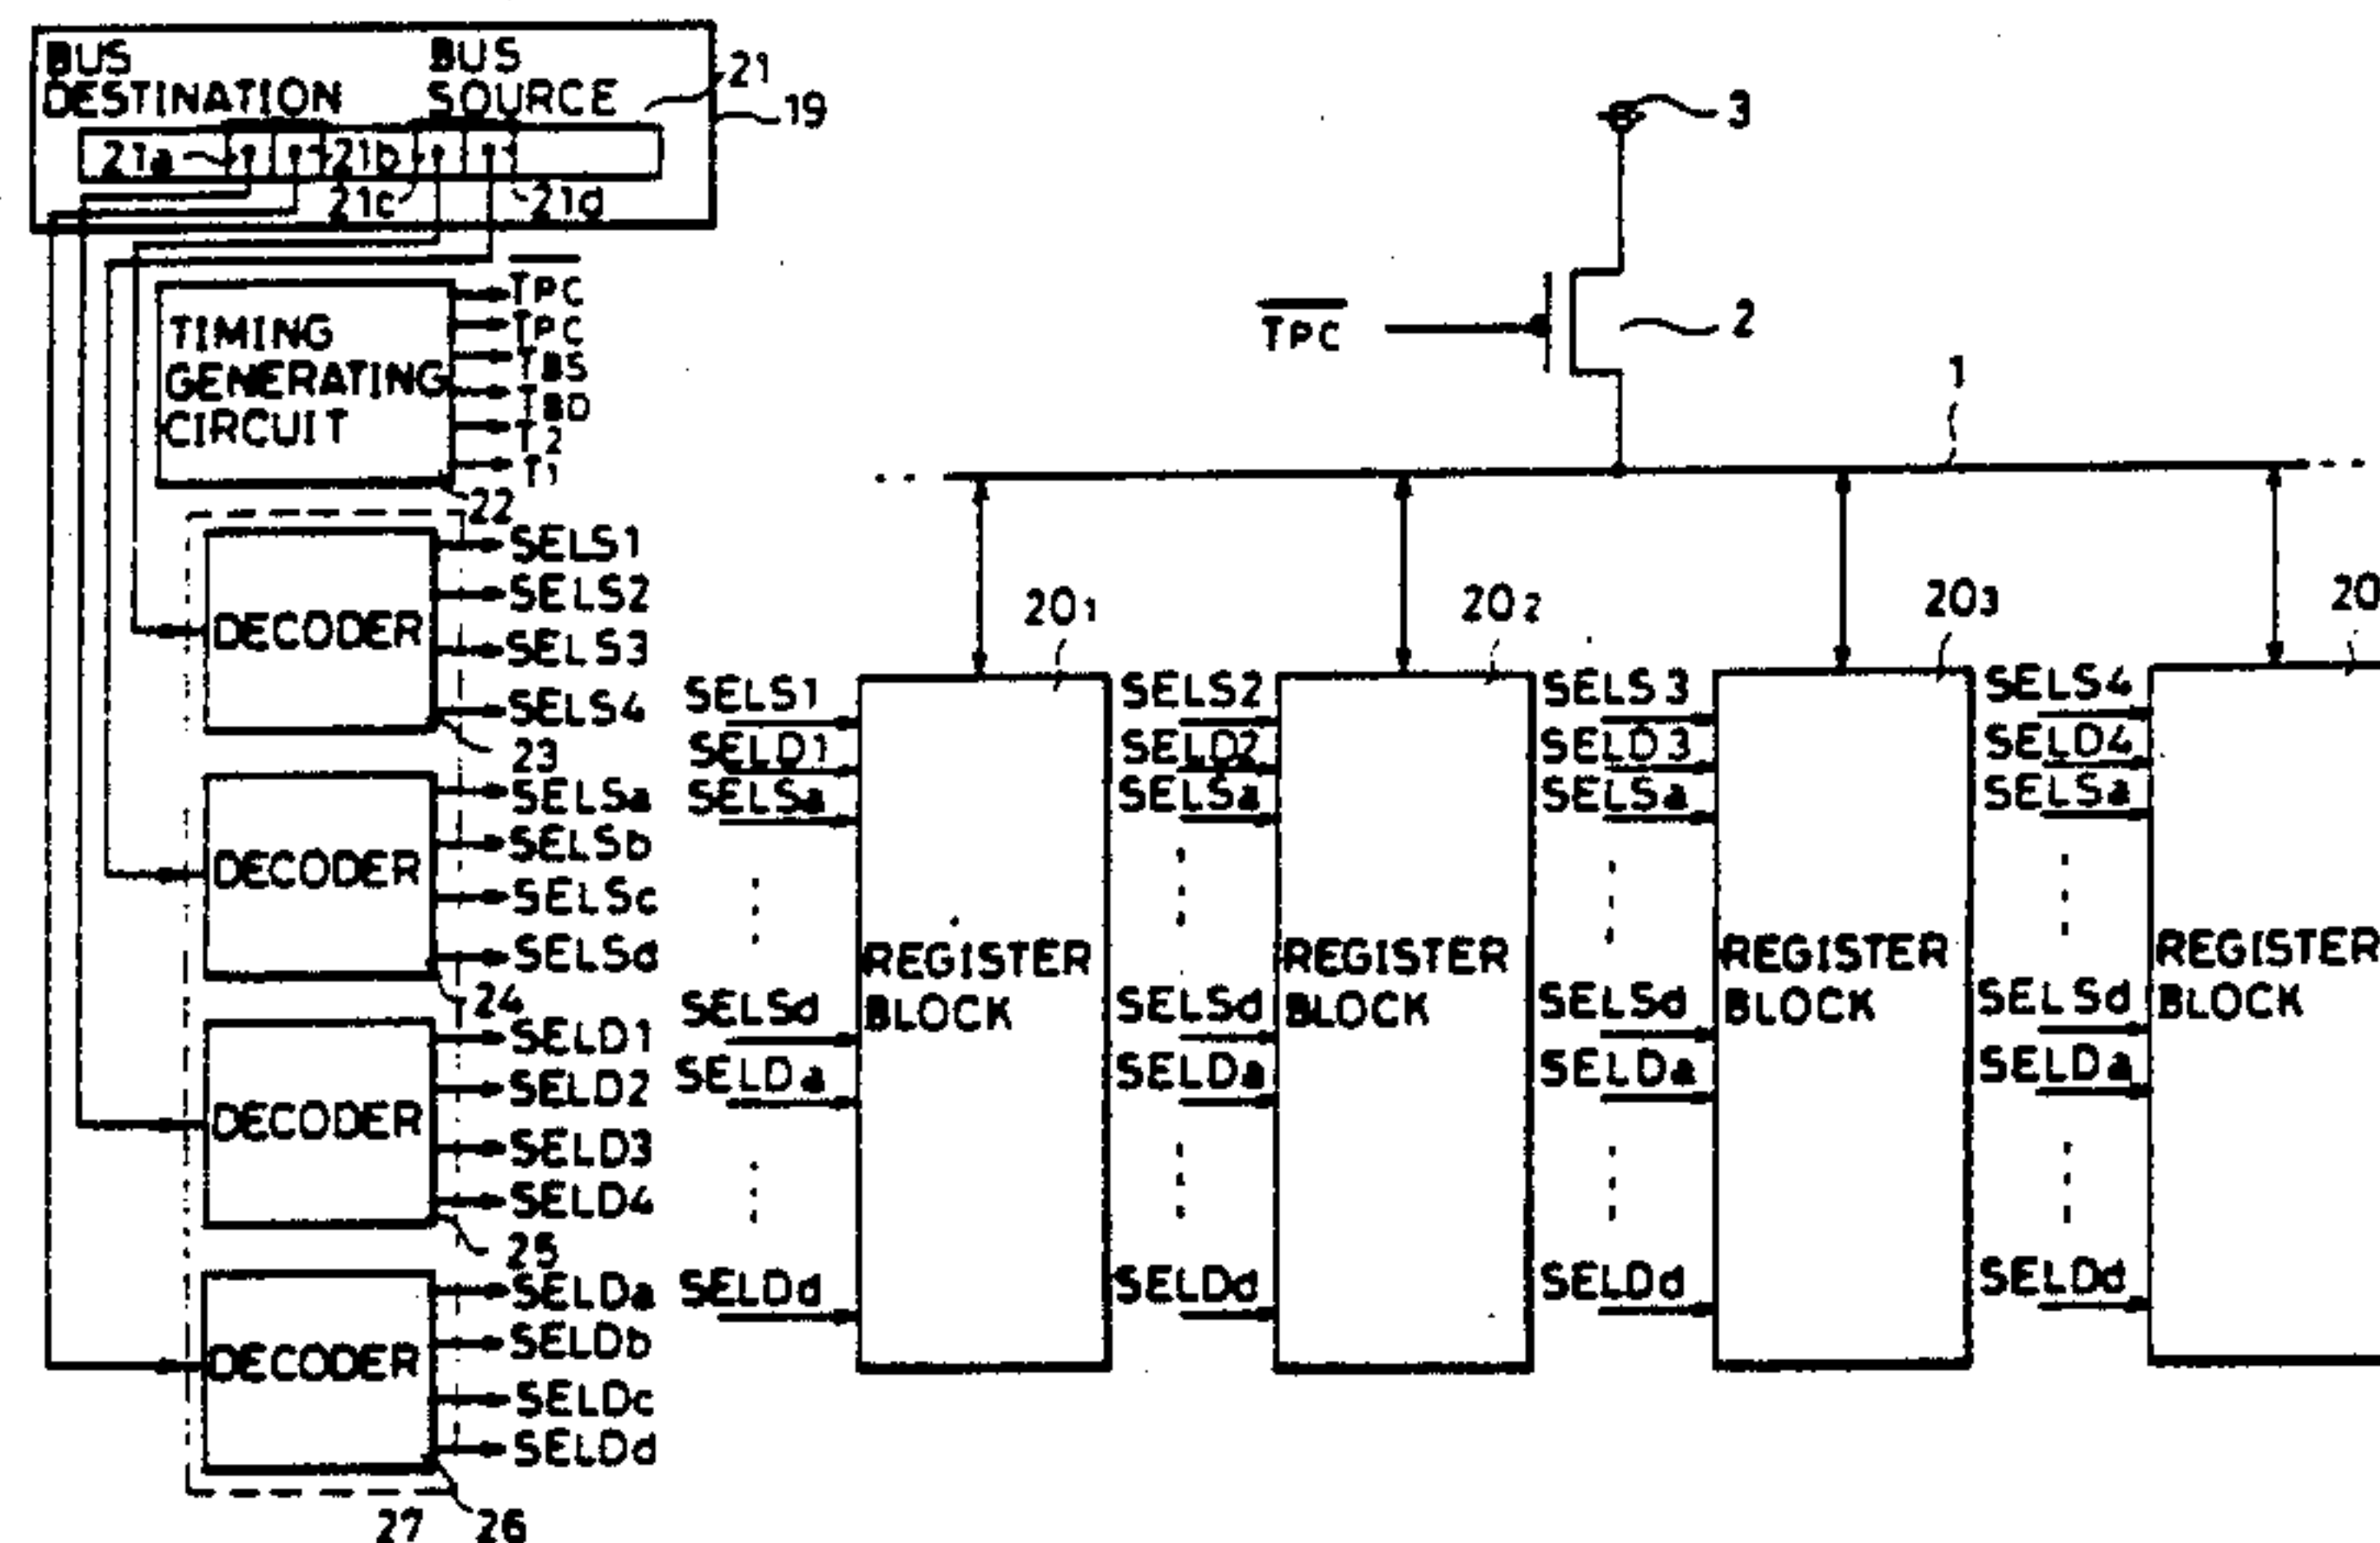 BUS
DESTINATION
BUS
SOURCE
21
19
21a
21b
21c
21d
TIMING
GENERATING
CIRCUIT
TPC
TPC
TBS
TBD
T2
T1
22
DECODER
SELS1
SELS2
SELS3
SELS4
23
DECODER
SELSa
SELSb
SELSc
SELSd
24
DECODER
SELD1
SELD2
SELD3
SELD4
25
DECODER
SELDa
SELDb
SELDc
SELDd
27
26
3
TPC
2
1
201
SELS1
SELD1
SELSa
SELSd
SELDa
SELDd
REGISTER
BLOCK
202
SELS2
SELD2
SELSa
SELSd
SELDa
SELDd
REGISTER
BLOCK
203
SELS3
SELD3
SELSa
SELSd
SELDa
SELDd
REGISTER
BLOCK
20
SELS4
SELD4
SELSa
SELSd
SELDa
SELDd
REGISTER
BLOCK